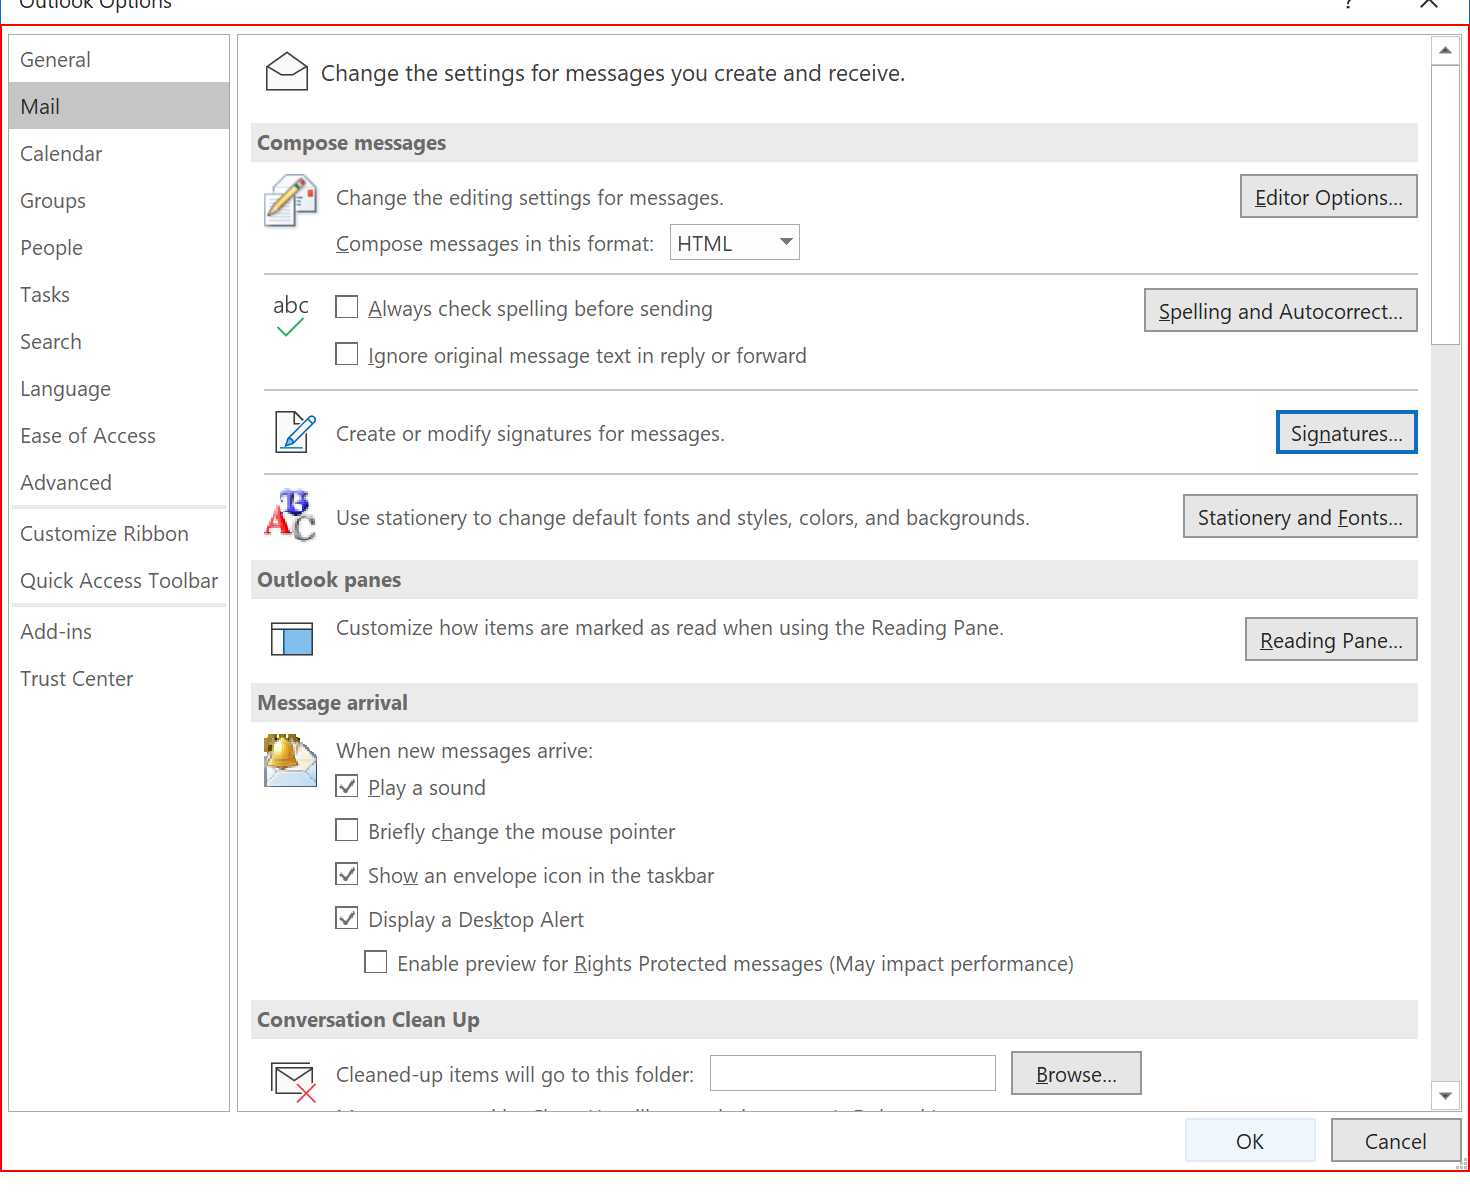 Outlook Options
General
Mail
Calendar
Groups
People
Tasks
Search
Language
Ease of Access
Advanced
Customize Ribbon
Quick Access Toolbar
Add-ins
Trust Center
Change the settings for messages you create and receive.
Compose messages
Change the editing settings for messages.
Editor Options...
Compose messages in this format: HTML
abc
Always check spelling before sending
Spelling and Autocorrect...
Ignore original message text in reply or forward
Create or modify signatures for messages.
Signatures...
Use stationery to change default fonts and styles, colors, and backgrounds.
Stationery and Fonts...
Outlook panes
Customize how items are marked as read when using the Reading Pane.
Reading Pane...
Message arrival
When new messages arrive:
Play a sound
Briefly change the mouse pointer
Show an envelope icon in the taskbar
Display a Desktop Alert
Enable preview for Rights Protected messages (May impact performance)
Conversation Clean Up
Cleaned-up items will go to this folder:
Browse...
OK
Cancel